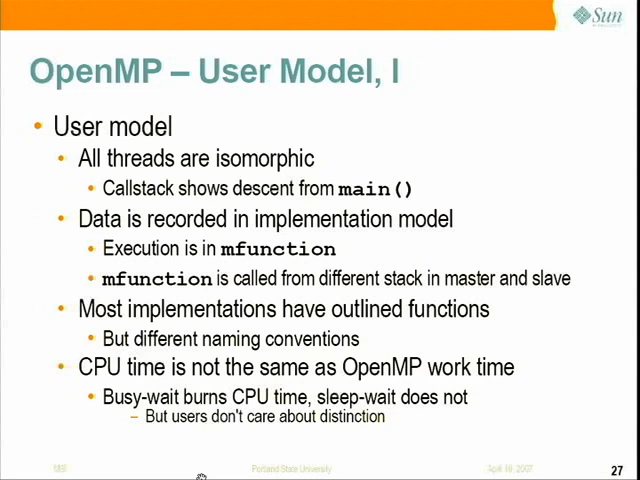 Sun
OpenMP – User Model, I
• User model
• All threads are isomorphic
• Callstack shows descent from main()
• Data is recorded in implementation model
• Execution is in mfunction
• mfunction is called from different stack in master and slave
• Most implementations have outlined functions
• But different naming conventions
• CPU time is not the same as OpenMP work time
• Busy-wait burns CPU time, sleep-wait does not
– But users don't care about distinction
Portland State University
27